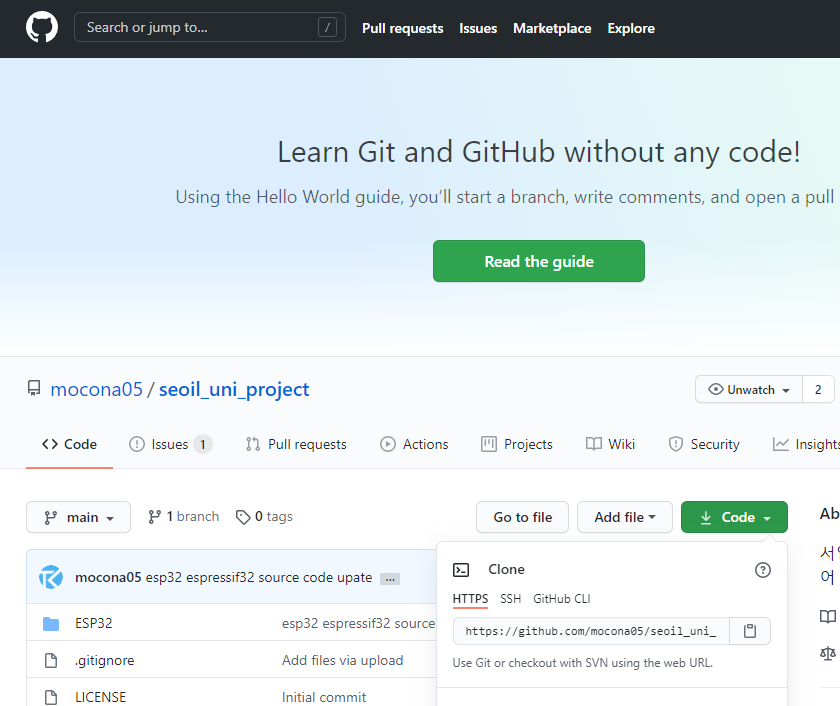 Search or jump to... /
Pull requests Issues Marketplace Explore
Learn Git and GitHub without any code!
Using the Hello World guide, you’ll start a branch, write comments, and open a pull
Read the guide
mocona05 / seoil_uni_project
Unwatch 2
Code Issues 1 Pull requests Actions Projects Wiki Security Insights
main 1 branch 0 tags Go to file Add file Code
Ab
mocona05 esp32 espressif32 source code upate ...
Clone
서
어
HTTPS SSH GitHub CLI
ESP32 esp32 espressif32 source
https://github.com/mocona05/seoil_uni_
.gitignore Add files via upload
Use Git or checkout with SVN using the web URL.
LICENSE Initial commit